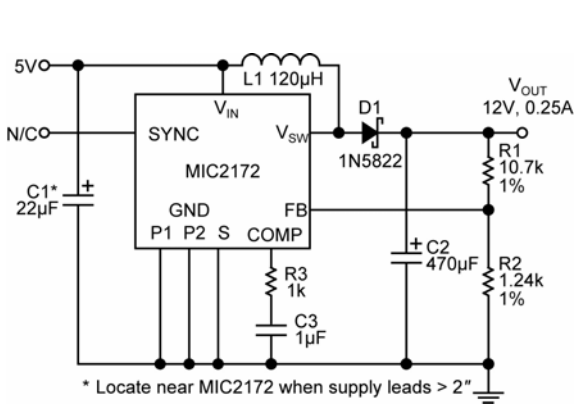 5V
L1 120µH
VOUT
12V, 0.25A
VIN
D1
N/C
SYNC
VSW
R1
10.7k
1%
1N5822
MIC2172
C1*
22µF
+
GND
FB
P1 P2 S COMP
+ C2
470µF
R2
1.24k
1%
R3
1k
C3
1µF
* Locate near MIC2172 when supply leads > 2″